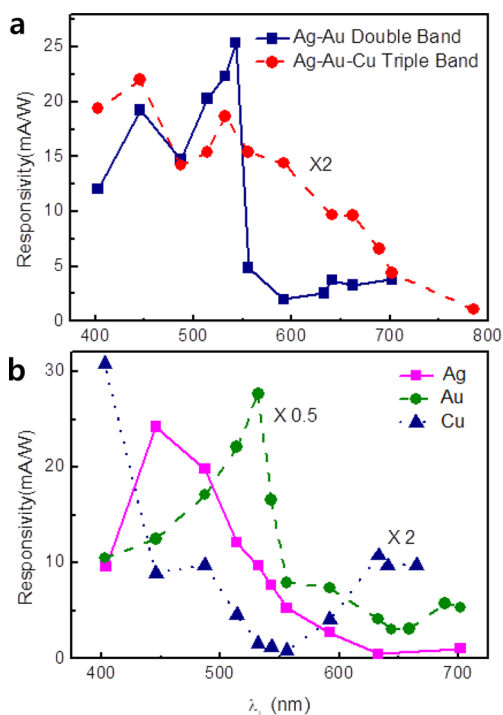 a
Ag-Au Double Band
Ag-Au-Cu Triple Band
X2
Responsivity(mA/W)
25
20
15
10
5
0
400 500 600 700 800
b
Ag
Au
Cu
X 0.5
X 2
Responsivity(mA/W)
30
20
10
0
400 500 600 700
λ (nm)